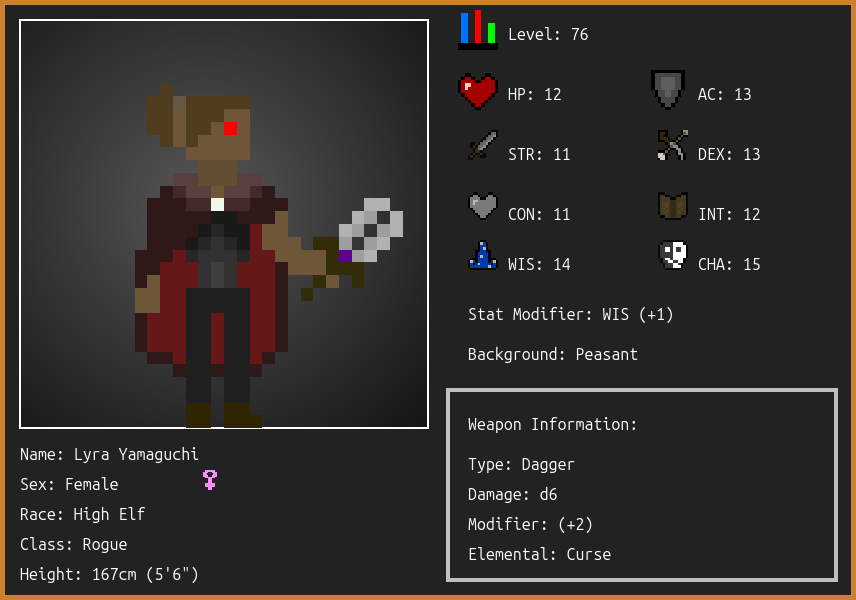 Level: 76
HP: 12
AC: 13
STR: 11
DEX: 13
CON: 11
INT: 12
WIS: 14
CHA: 15
Stat Modifier: WIS (+1)
Background: Peasant
Weapon Information:
Type: Dagger
Damage: d6
Modifier: (+2)
Elemental: Curse
Name: Lyra Yamaguchi
Sex: Female
Race: High Elf
Class: Rogue
Height: 167cm (5'6")